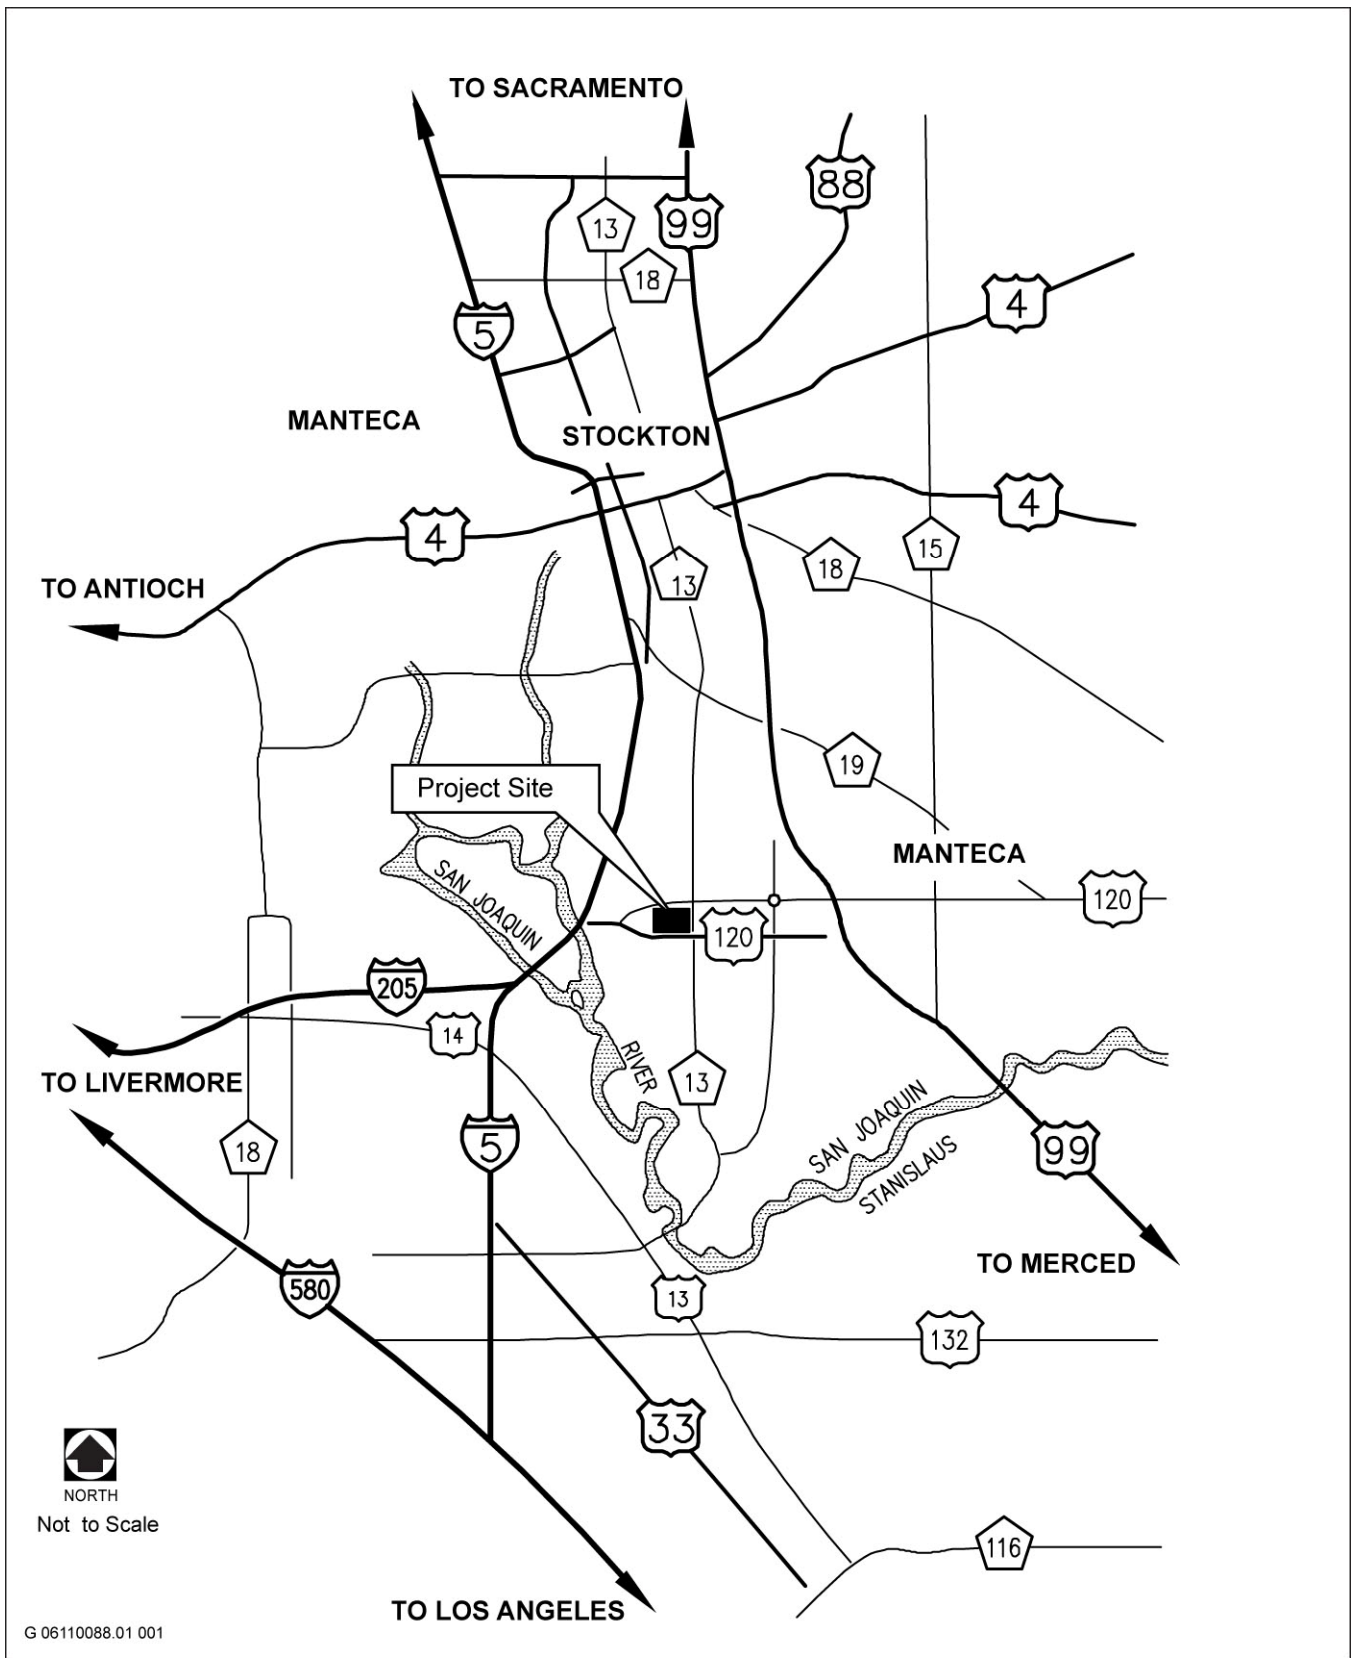 TO SACRAMENTO
88
13
99
18
4
5
MANTECA
STOCKTON
4
4
15
18
13
TO ANTIOCH
19
Project Site
MANTECA
SAN JOAQUIN
120
120
205
14
RIVER
TO LIVERMORE
13
SAN JOAQUIN
STANISLAUS
18
5
99
TO MERCED
580
13
132
33
NORTH
Not to Scale
116
TO LOS ANGELES
G 06110088.01 001